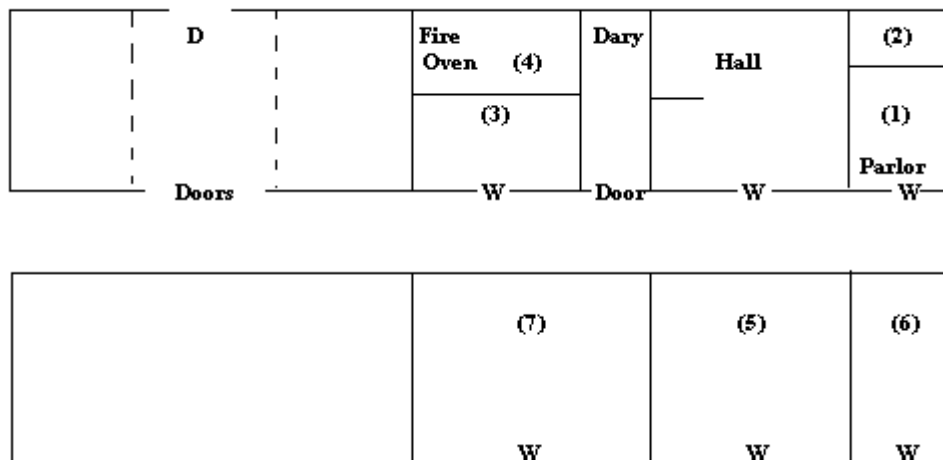 D Fire Dary (2)
Oven (4) Hall
(3) (1)
Parlor
Doors W Door W W
(7) (5) (6)
W W W